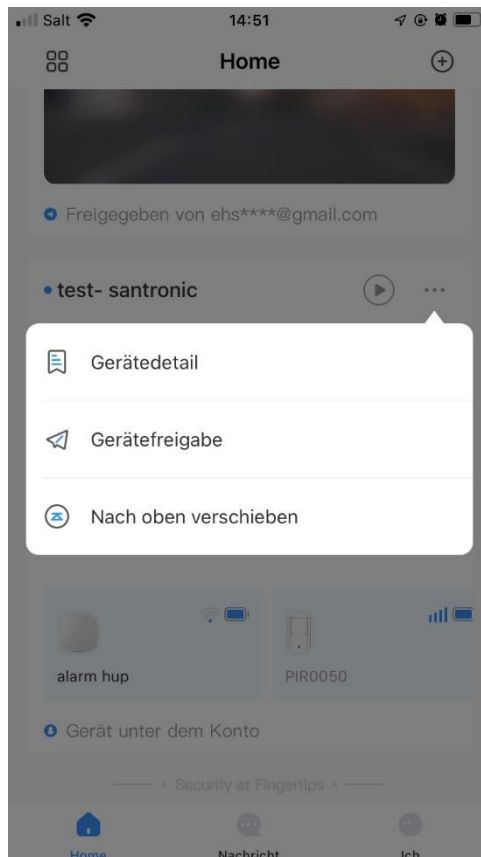 Salt 14:51
Home
Freigegeben von ehs****@gmail.com
test- santronic
Gerätedetail
Gerätefreigabe
Nach oben verschieben
alarm hup PIR0050
Gerät unter dem Konto
Security at Fingertips
Home Nachricht Ich